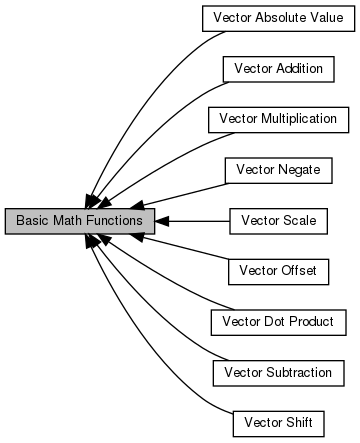 Vector Absolute Value
Vector Addition
Vector Multiplication
Vector Negate
Basic Math Functions
Vector Scale
Vector Offset
Vector Dot Product
Vector Subtraction
Vector Shift